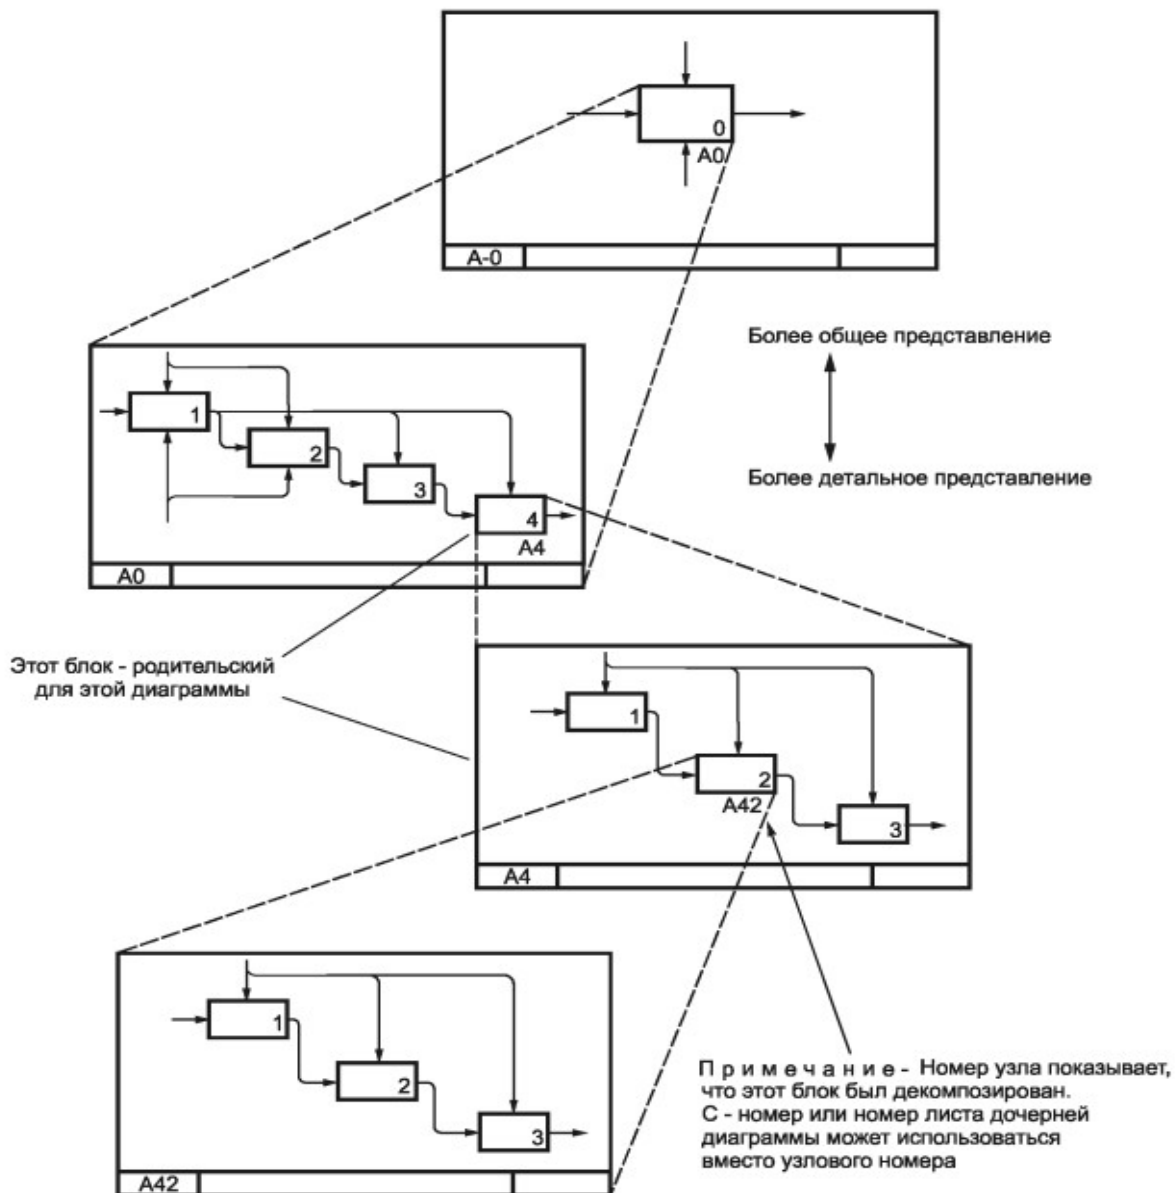 0
A0
A-0
Более общее представление
Более детальное представление
1
2
3
4
A4
A0
Этот блок - родительский
для этой диаграммы
1
2
A42
3
A4
1
2
3
A42
П р и м е ч а н и е - Номер узла показывает,
что этот блок был декомпозирован.
С - номер или номер листа дочерней
диаграммы может использоваться
вместо узлового номера